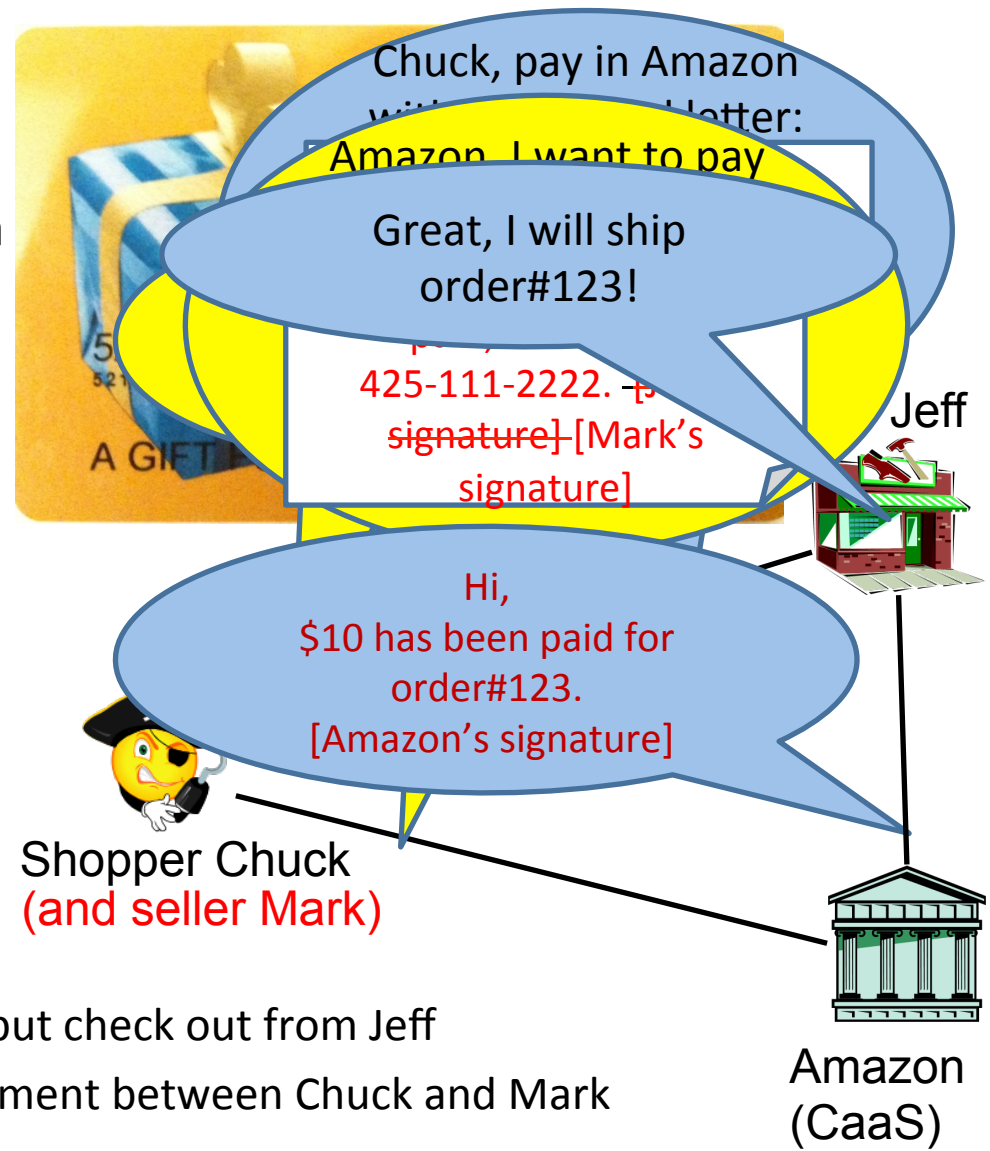 Chuck, pay in Amazon
letter:
Amazon, I want to pay
Great, I will ship
order#123!
425-111-2222.
signature] [Mark's
signature]
A GIFT
Jeff
Hi,
$10 has been paid for
order#123.
[Amazon's signature]
Shopper Chuck
(and seller Mark)
but check out from Jeff
between Chuck and Mark
Amazon
(CaaS)